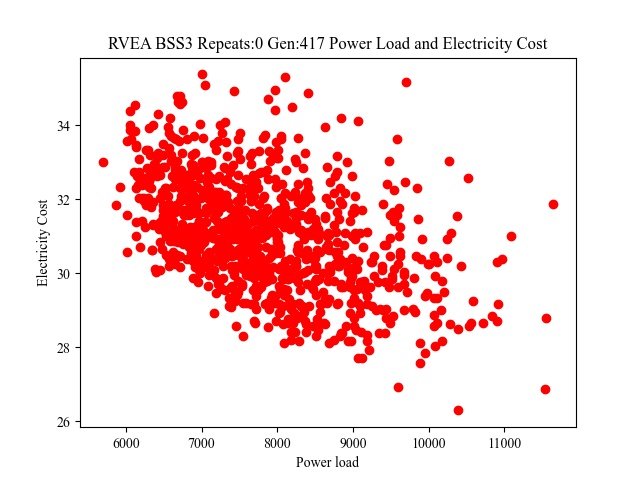 RVEA BSS3 Repeats:0 Gen:417 Power Load and Electricity Cost
Electricity Cost
34
32
30
28
26
6000 7000 8000 9000 10000 11000
Power load